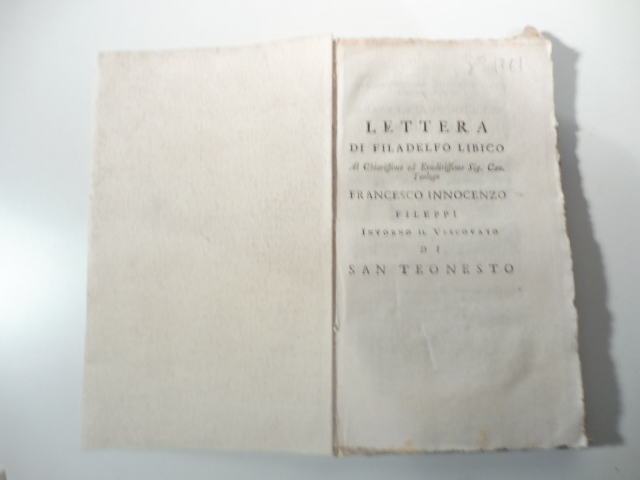 LETTERA
DI FILADELFO LIBICO
Al Chiarissimo ed Eruditissimo Sig. Can.
Teologo
FRANCESCO INNOCENZO
FILEPPI
INTORNO IL VESCOVATO
DI
SAN TEONESTO